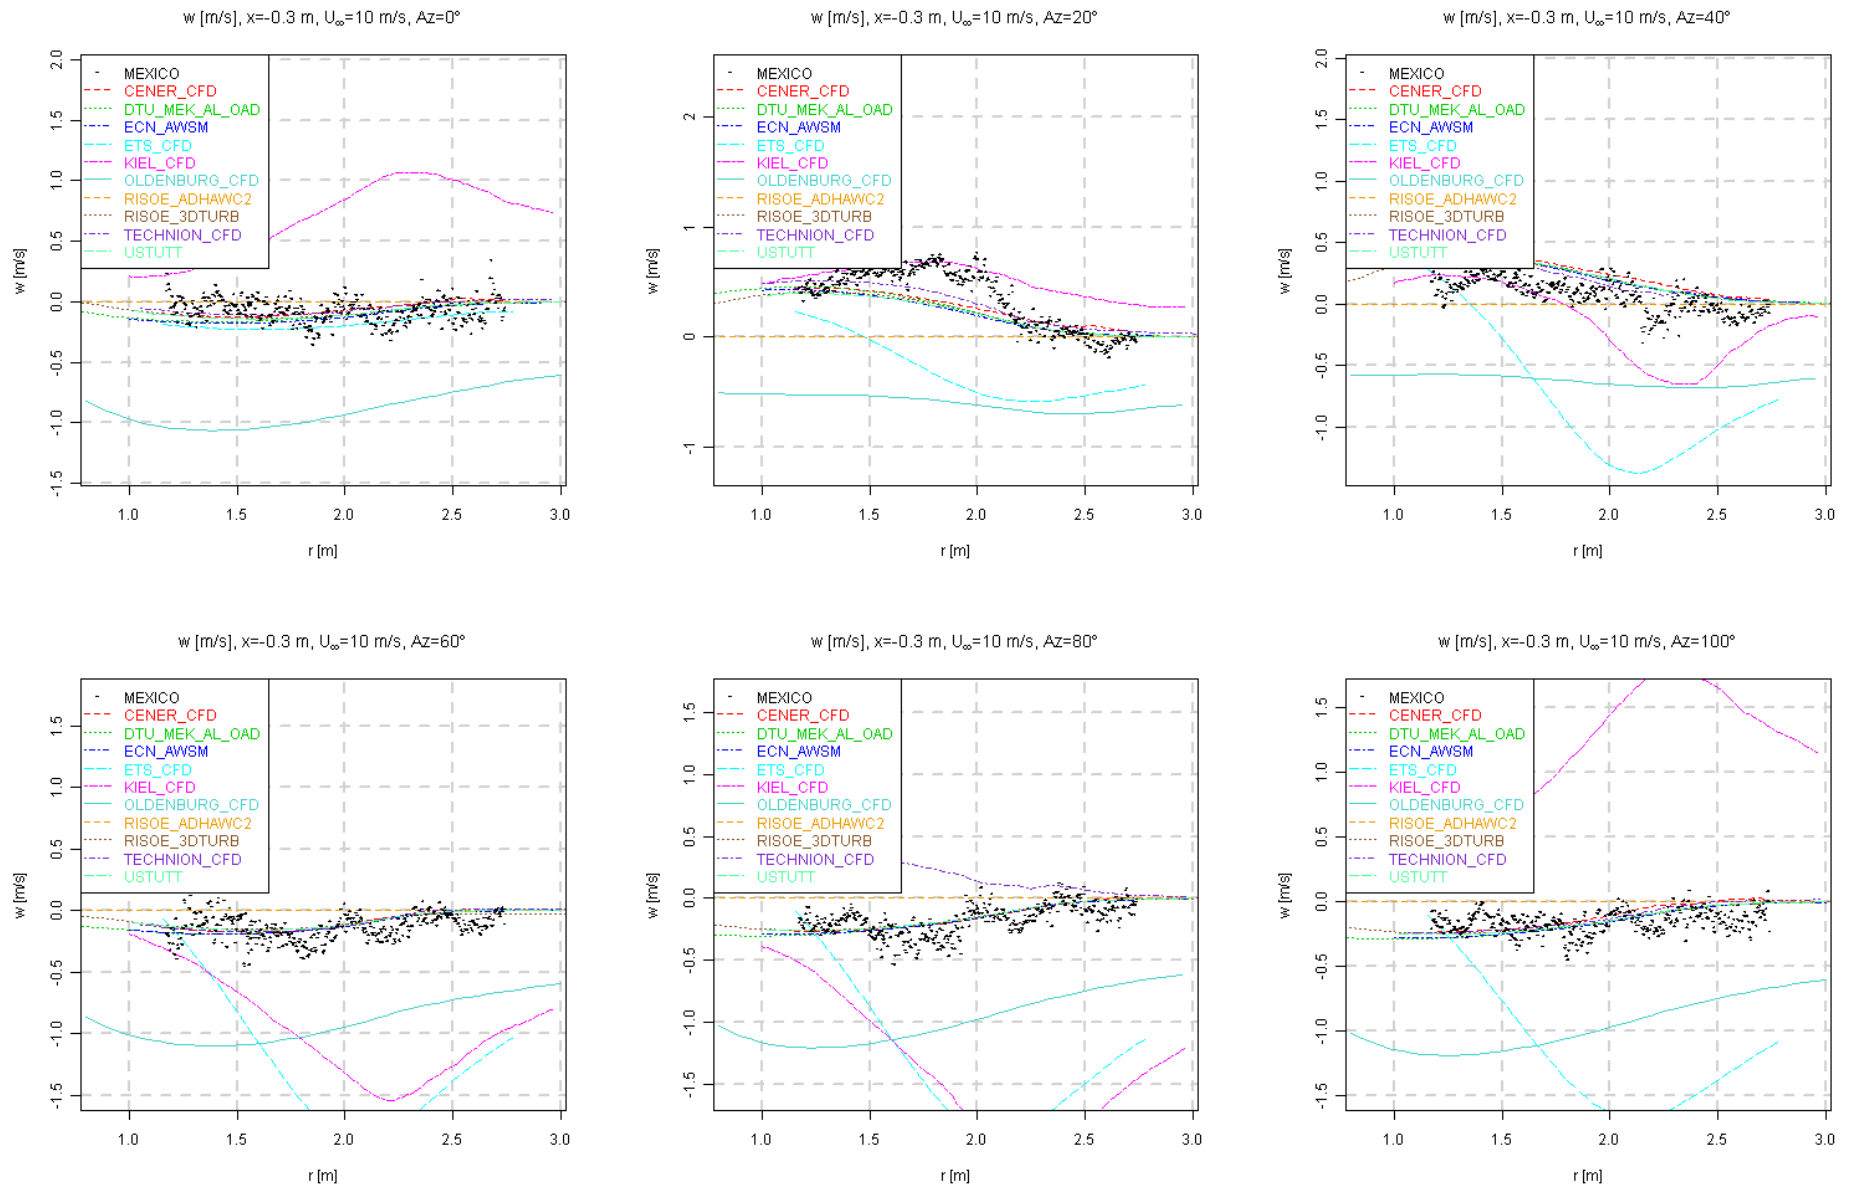 w [m/s], x=-0.3 m, U∞=10 m/s, Az=0°
w [m/s]
2.0
1.5
1.0
0.5
0.0
-0.5
-1.0
-1.5
MEXICO
CENER_CFD
DTU_MEK_AL_OAD
ECN_AWSM
ETS_CFD
KIEL_CFD
OLDENBURG_CFD
RISOE_ADHAWC2
RISOE_3DTURB
TECHNION_CFD
USTUTT
1.0 1.5 2.0 2.5 3.0
r [m]
w [m/s], x=-0.3 m, U∞=10 m/s, Az=20°
w [m/s]
2
1
0
-1
MEXICO
CENER_CFD
DTU_MEK_AL_OAD
ECN_AWSM
ETS_CFD
KIEL_CFD
OLDENBURG_CFD
RISOE_ADHAWC2
RISOE_3DTURB
TECHNION_CFD
USTUTT
1.0 1.5 2.0 2.5 3.0
r [m]
w [m/s], x=-0.3 m, U∞=10 m/s, Az=40°
w [m/s]
2.0
1.5
1.0
0.5
0.0
-0.5
-1.0
MEXICO
CENER_CFD
DTU_MEK_AL_OAD
ECN_AWSM
ETS_CFD
KIEL_CFD
OLDENBURG_CFD
RISOE_ADHAWC2
RISOE_3DTURB
TECHNION_CFD
USTUTT
1.0 1.5 2.0 2.5 3.0
r [m]
w [m/s], x=-0.3 m, U∞=10 m/s, Az=60°
w [m/s]
1.5
1.0
0.5
0.0
-0.5
-1.0
-1.5
MEXICO
CENER_CFD
DTU_MEK_AL_OAD
ECN_AWSM
ETS_CFD
KIEL_CFD
OLDENBURG_CFD
RISOE_ADHAWC2
RISOE_3DTURB
TECHNION_CFD
USTUTT
1.0 1.5 2.0 2.5 3.0
r [m]
w [m/s], x=-0.3 m, U∞=10 m/s, Az=80°
w [m/s]
1.5
1.0
0.5
0.0
-0.5
-1.0
-1.5
MEXICO
CENER_CFD
DTU_MEK_AL_OAD
ECN_AWSM
ETS_CFD
KIEL_CFD
OLDENBURG_CFD
RISOE_ADHAWC2
RISOE_3DTURB
TECHNION_CFD
USTUTT
1.0 1.5 2.0 2.5 3.0
r [m]
w [m/s], x=-0.3 m, U∞=10 m/s, Az=100°
w [m/s]
1.5
1.0
0.5
0.0
-0.5
-1.0
-1.5
MEXICO
CENER_CFD
DTU_MEK_AL_OAD
ECN_AWSM
ETS_CFD
KIEL_CFD
OLDENBURG_CFD
RISOE_ADHAWC2
RISOE_3DTURB
TECHNION_CFD
USTUTT
1.0 1.5 2.0 2.5 3.0
r [m]